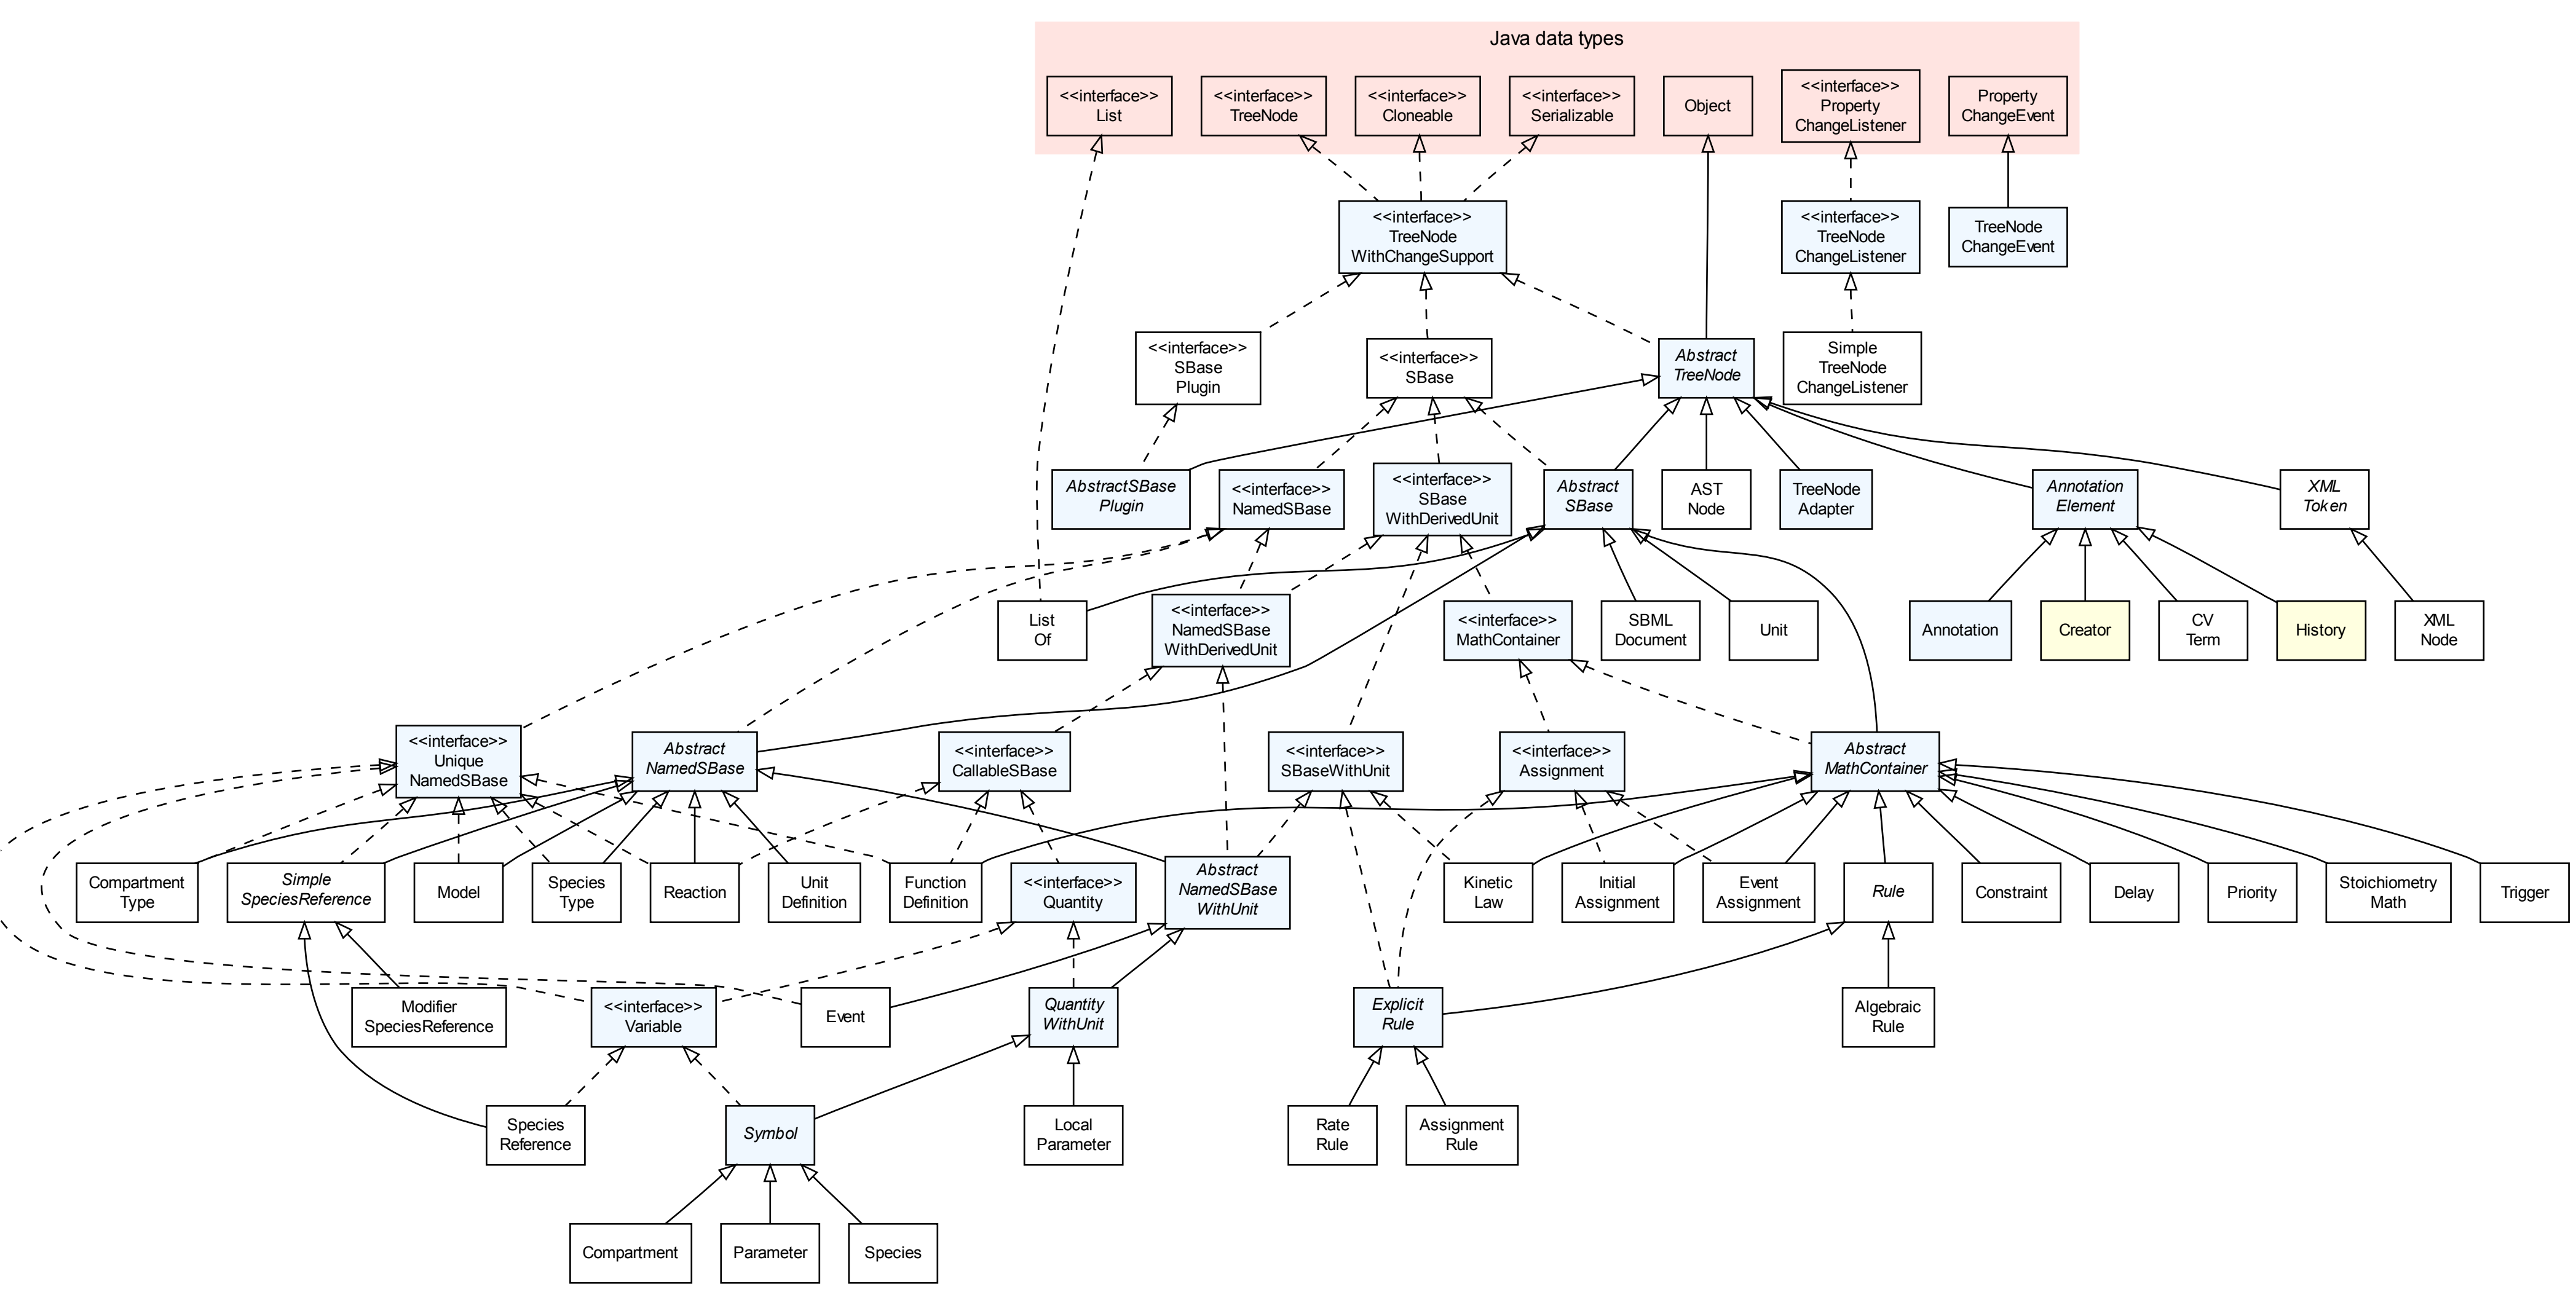 Java data types
<<interface>>
List
<<interface>>
TreeNode
<<interface>>
Cloneable
<<interface>>
Serializable
Object
<<interface>>
Property
ChangeListener
Property
ChangeEvent
<<interface>>
TreeNode
WithChangeSupport
<<interface>>
TreeNode
ChangeListener
TreeNode
ChangeEvent
<<interface>>
SBase
Plugin
<<interface>>
SBase
Abstract
TreeNode
Simple
TreeNode
ChangeListener
AbstractSBase
Plugin
<<interface>>
NamedSBase
<<interface>>
SBase
WithDerivedUnit
Abstract
SBase
AST
Node
TreeNode
Adapter
Annotation
Element
XML
Token
List
Of
<<interface>>
NamedSBase
WithDerivedUnit
<<interface>>
MathContainer
SBML
Document
Unit
Annotation
Creator
CV
Term
History
XML
Node
<<interface>>
Unique
NamedSBase
Abstract
NamedSBase
<<interface>>
CallableSBase
<<interface>>
SBaseWithUnit
<<interface>>
Assignment
Abstract
MathContainer
Compartment
Type
Simple
SpeciesReference
Model
Species
Type
Reaction
Unit
Definition
Function
Definition
<<interface>>
Quantity
Abstract
NamedSBase
WithUnit
Kinetic
Law
Initial
Assignment
Event
Assignment
Rule
Constraint
Delay
Priority
Stoichiometry
Math
Trigger
Modifier
SpeciesReference
<<interface>>
Variable
Event
Quantity
WithUnit
Explicit
Rule
Algebraic
Rule
Species
Reference
Symbol
Local
Parameter
Rate
Rule
Assignment
Rule
Compartment
Parameter
Species